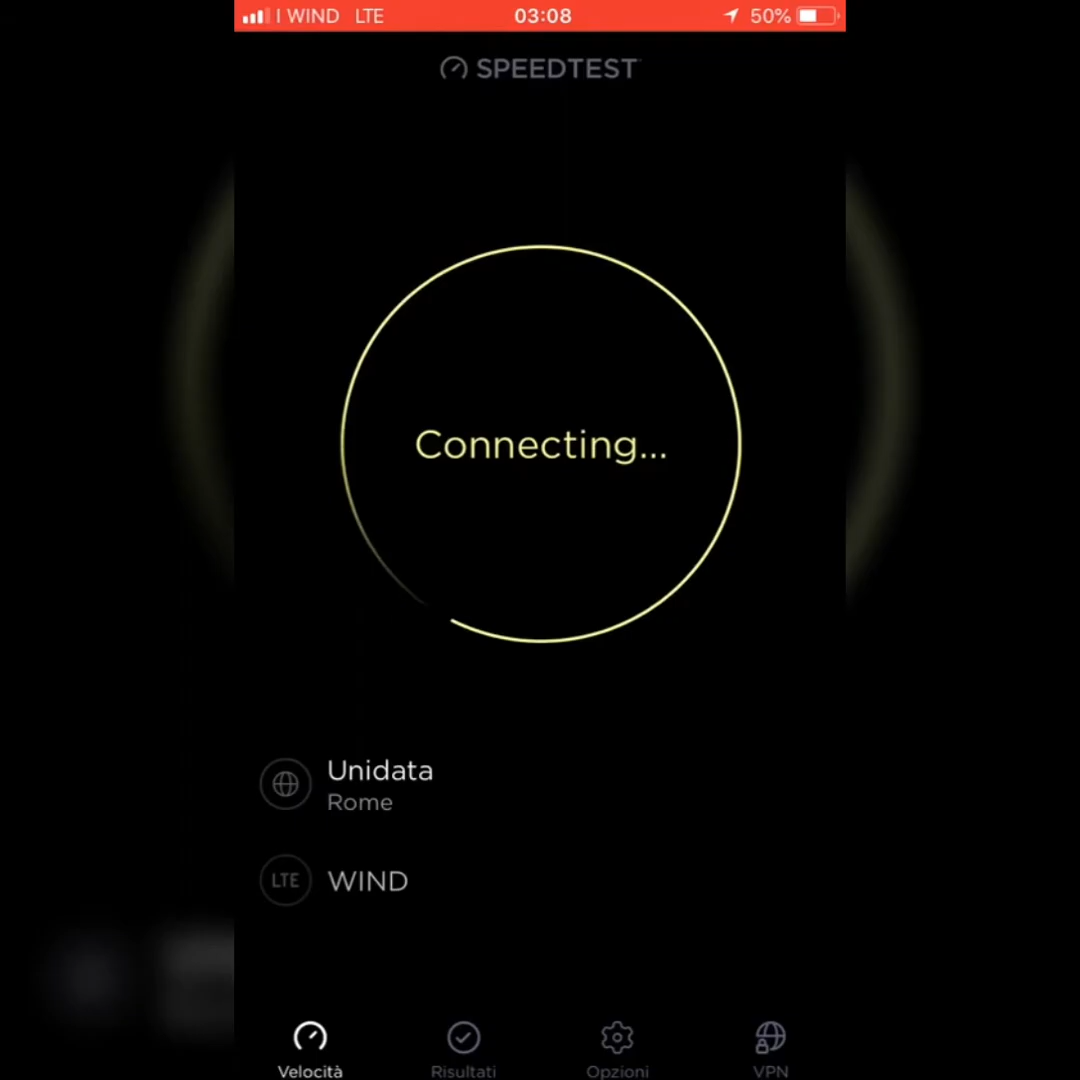 I WIND LTE 03:08 50%
SPEEDTEST
Connecting...
Unidata
Rome
LTE WIND
Velocità Risultati Opzioni VPN